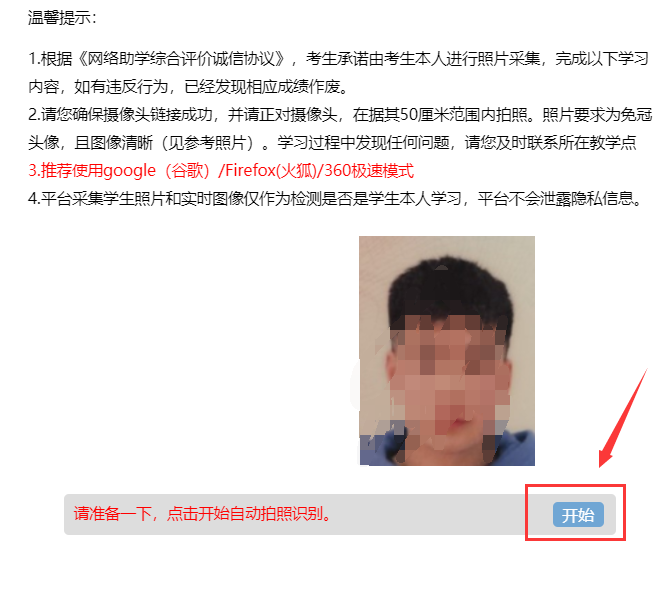 温馨提示：
1.根据《网络助学综合评价诚信协议》，考生承诺由考生本人进行照片采集，完成以下学习
内容，如有违反行为，已经发现相应成绩作废。
2.请您确保摄像头链接成功，并请正对摄像头，在据其50厘米范围内拍照。照片要求为免冠
头像，且图像清晰（见参考照片）。学习过程中发现任何问题，请您及时联系所在教学点
3.推荐使用google（谷歌）/Firefox(火狐)/360极速模式
4.平台采集学生照片和实时图像仅作为检测是否是学生本人学习，平台不会泄露隐私信息。
请准备一下，点击开始自动拍照识别。 开始